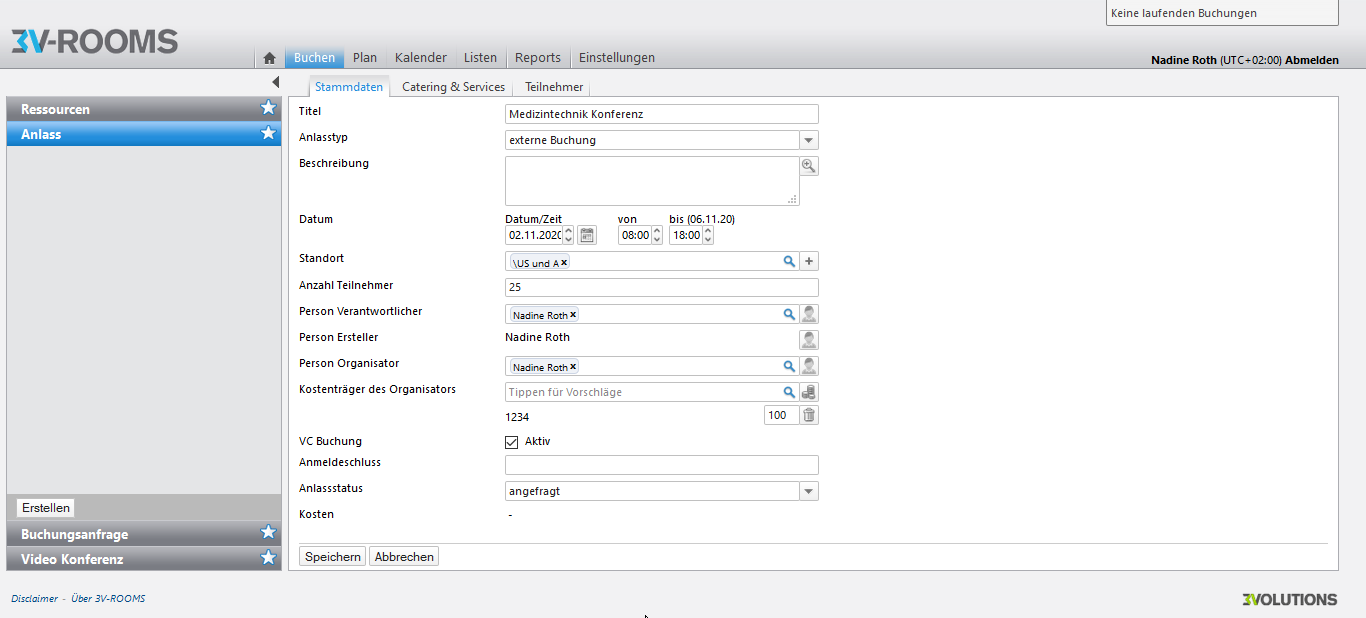 Keine laufenden Buchungen
3V-ROOMS
Buchen Plan Kalender Listen Reports Einstellungen
Nadine Roth (UTC+02:00) Abmelden
Stammdaten Catering & Services Teilnehmer
Ressourcen
Anlass
Erstellen
Buchungsanfrage
Video Konferenz
Titel Medizintechnik Konferenz
Anlasstyp externe Buchung
Beschreibung
Datum Datum/Zeit von bis (06.11.20)
02.11.2020 08:00 18:00
Standort \US und A
Anzahl Teilnehmer 25
Person Verantwortlicher Nadine Roth
Person Ersteller Nadine Roth
Person Organisator Nadine Roth
Kostenträger des Organisators Tippen für Vorschläge
1234 100
VC Buchung Aktiv
Anmeldeschluss
Anlassstatus angefragt
Kosten -
Speichern Abbrechen
Disclaimer - Über 3V-ROOMS
3VOLUTIONS